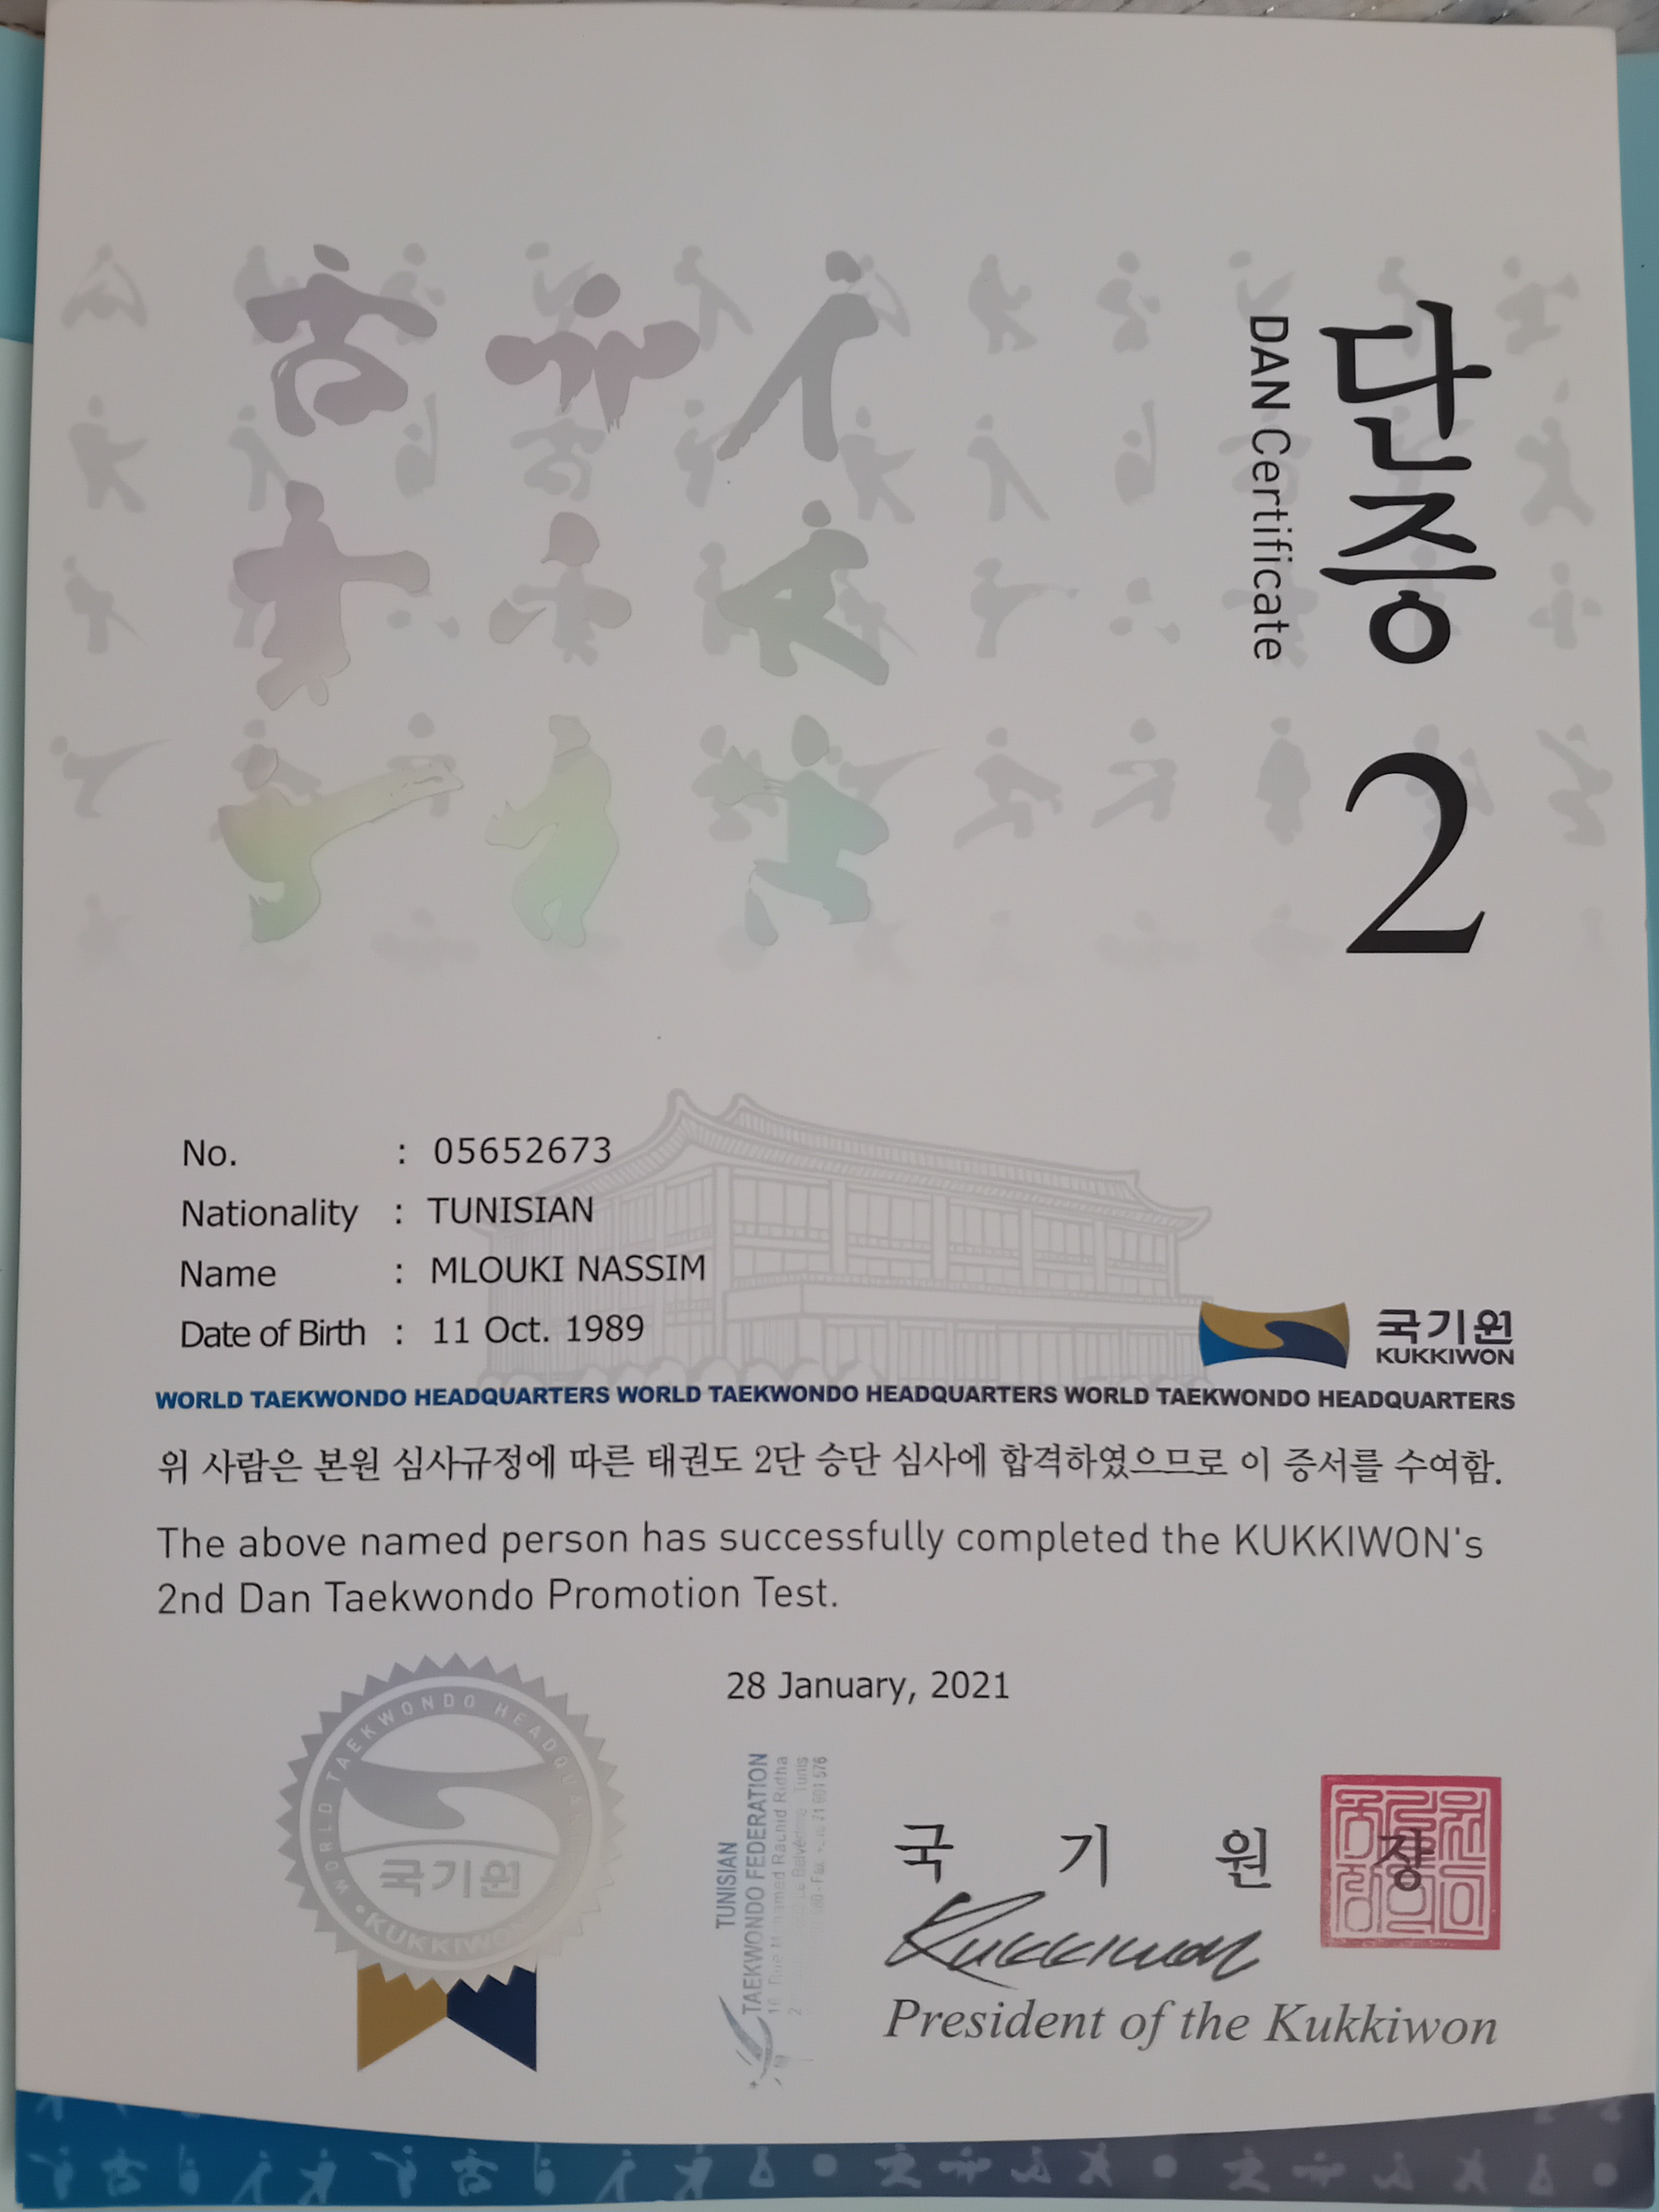 단증 2
DAN Certificate
No. : 05652673
Nationality : TUNISIAN
Name : MLOUKI NASSIM
Date of Birth : 11 Oct. 1989
국기원
KUKKIWON
WORLD TAEKWONDO HEADQUARTERS WORLD TAEKWONDO HEADQUARTERS WORLD TAEKWONDO HEADQUARTERS
위 사람은 본원 심사규정에 따른 태권도 2단 승단 심사에 합격하였으므로 이 증서를 수여함.
The above named person has successfully completed the KUKKIWON's
2nd Dan Taekwondo Promotion Test.
28 January, 2021
WORLD TAEKWONDO HEADQUA
국기원
KUKKIWON
TUNISIAN
TAEKWONDO FEDERATION
Rachid Ridha
Tunis
국 기 원 장
Kukkiwon
President of the Kukkiwon